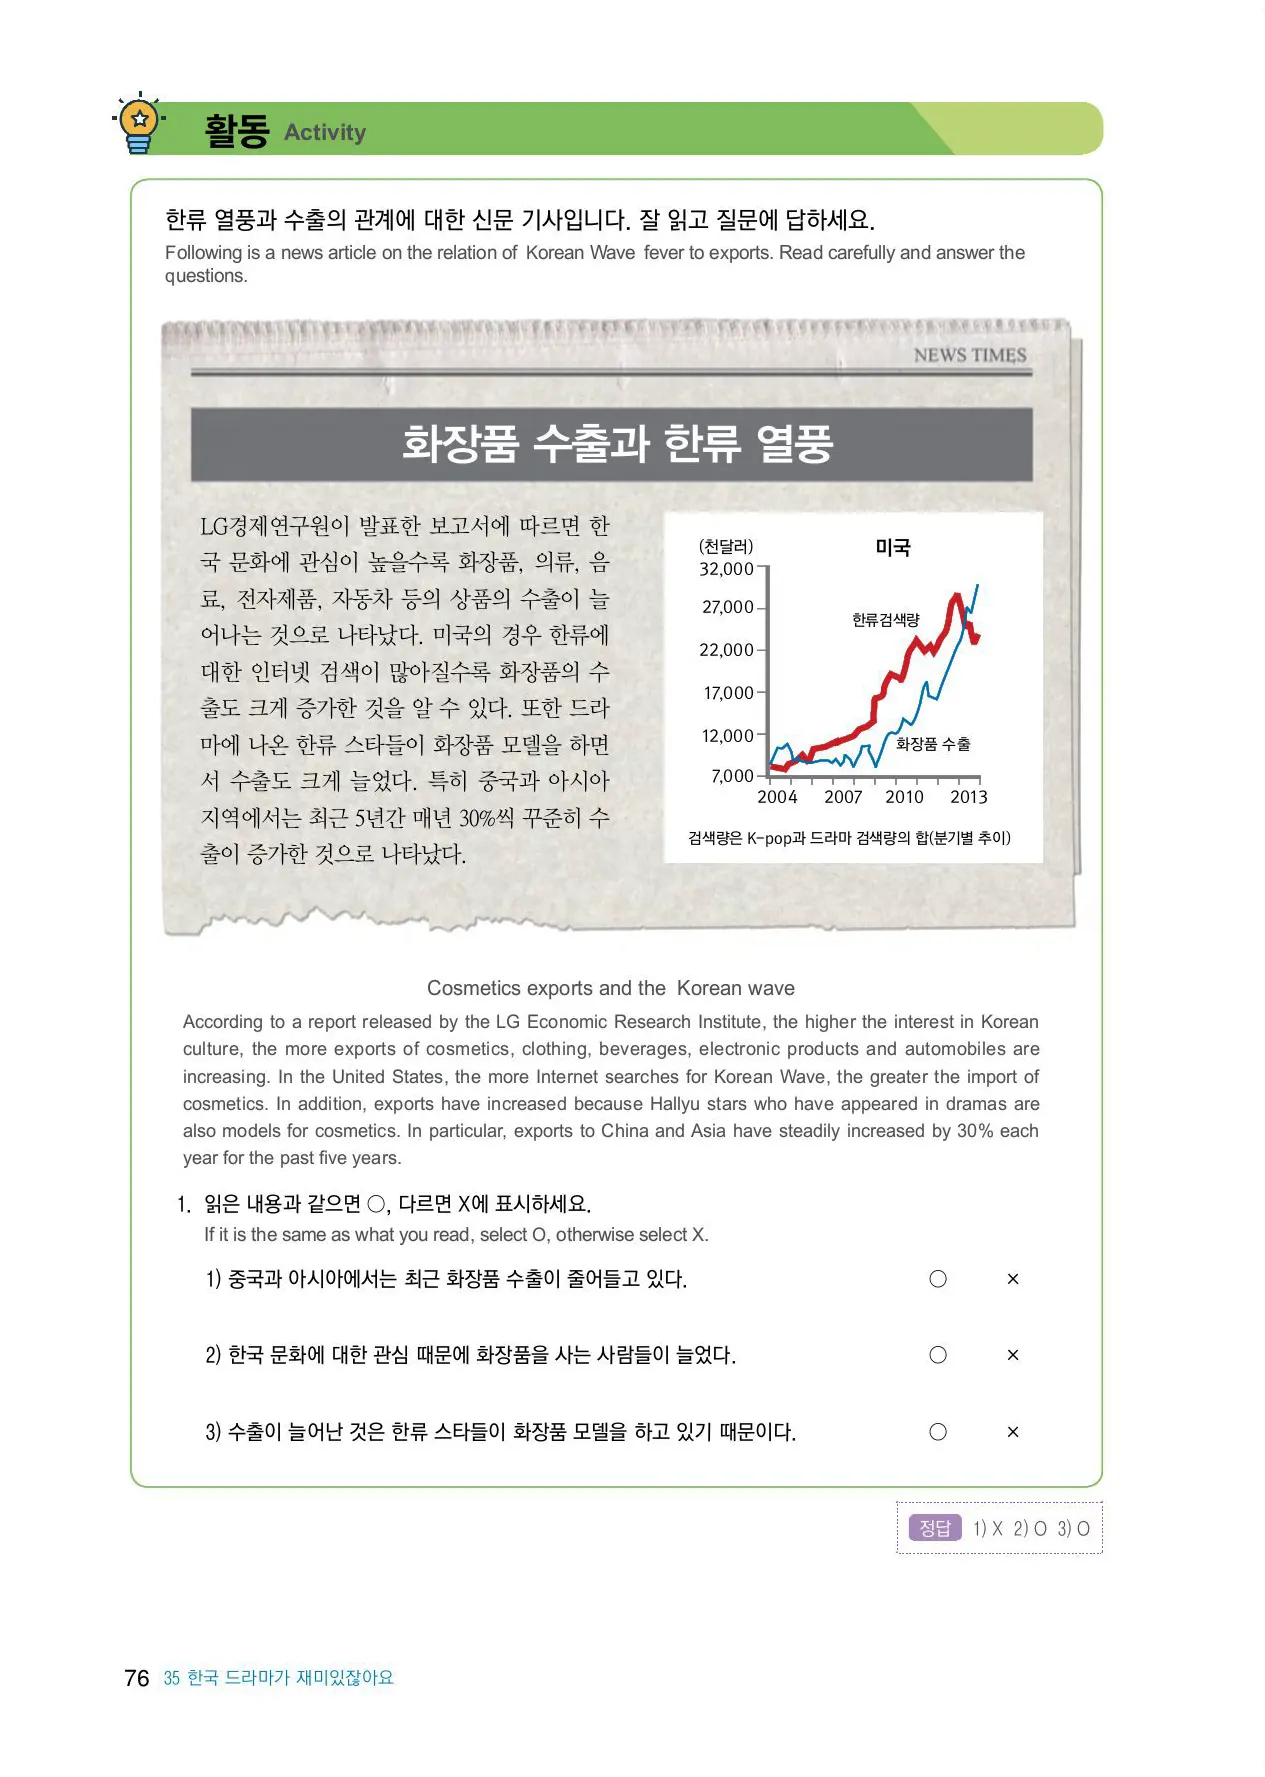 활동 Activity
한류 열풍과 수출의 관계에 대한 신문 기사입니다. 잘 읽고 질문에 답하세요.
Following is a news article on the relation of Korean Wave fever to exports. Read carefully and answer the
questions.
NEWS TIMES
화장품 수출과 한류 열풍
LG경제연구원이 발표한 보고서에 따르면 한
국 문화에 관심이 높을수록 화장품, 의류, 음
료, 전자제품, 자동차 등의 상품의 수출이 늘
어나는 것으로 나타났다. 미국의 경우 한류에
대한 인터넷 검색이 많아질수록 화장품의 수
출도 크게 증가한 것을 알 수 있다. 또한 드라
마에 나온 한류 스타들이 화장품 모델을 하면
서 수출도 크게 늘었다. 특히 중국과 아시아
지역에서는 최근 5년간 매년 30%씩 꾸준히 수
출이 증가한 것으로 나타났다.
(천달러)
미국
32,000
27,000
22,000
17,000
12,000
7,000
한류검색량
화장품 수출
2004 2007 2010 2013
검색량은 K-pop과 드라마 검색량의 합(분기별 추이)
Cosmetics exports and the Korean wave
According to a report released by the LG Economic Research Institute, the higher the interest in Korean
culture, the more exports of cosmetics, clothing, beverages, electronic products and automobiles are
increasing. In the United States, the more Internet searches for Korean Wave, the greater the import of
cosmetics. In addition, exports have increased because Hallyu stars who have appeared in dramas are
also models for cosmetics. In particular, exports to China and Asia have steadily increased by 30% each
year for the past five years.
1. 읽은 내용과 같으면 ○, 다르면 X에 표시하세요.
If it is the same as what you read, select O, otherwise select X.
1) 중국과 아시아에서는 최근 화장품 수출이 줄어들고 있다. ○ ×
2) 한국 문화에 대한 관심 때문에 화장품을 사는 사람들이 늘었다. ○ ×
3) 수출이 늘어난 것은 한류 스타들이 화장품 모델을 하고 있기 때문이다. ○ ×
정답 1) X 2) O 3) O
76 35 한국 드라마가 재미있잖아요